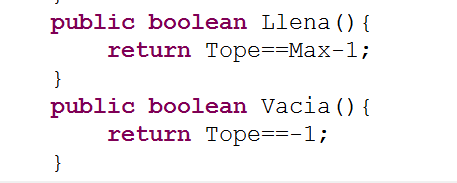 public boolean Llena(){
return Tope==Max-1;
}
public boolean Vacia(){
return Tope==-1;
}